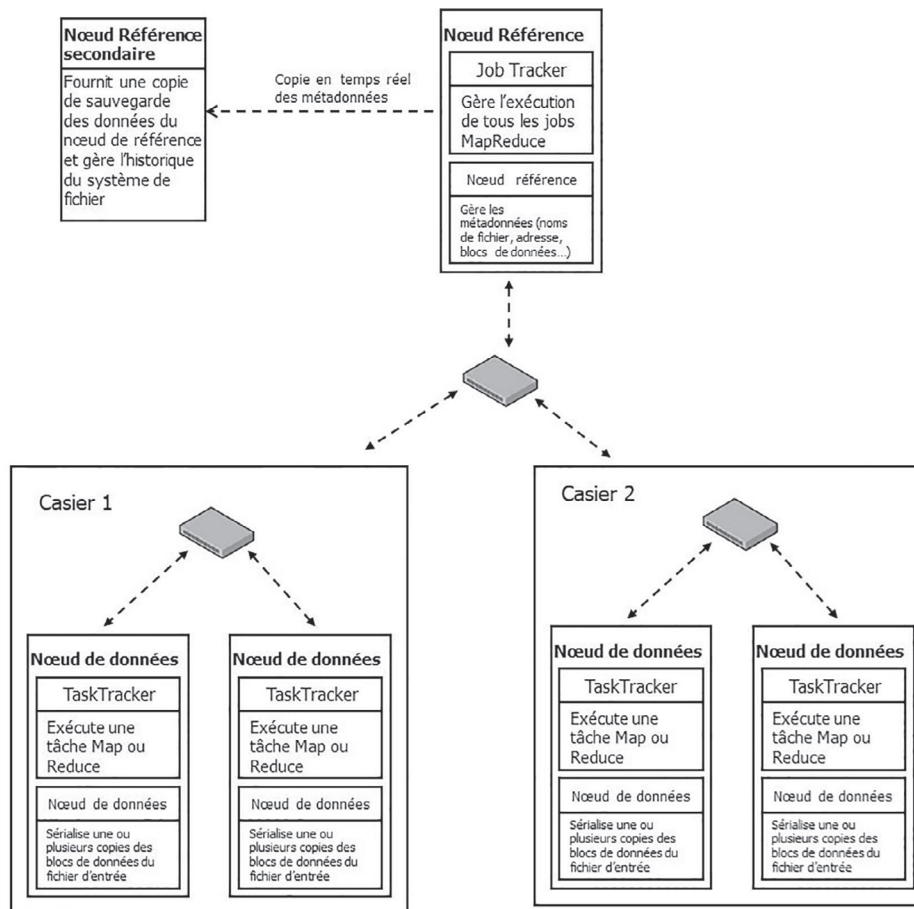 Nœud Référence
secondaire
Fournit une copie
de sauvegarde
des données du
nœud de référence
et gère l'historique
du système de
fichier
Copie en temps réel
des métadonnées
Nœud Référence
Job Tracker
Gère l'exécution
de tous les jobs
MapReduce
Nœud référence
Gère les
métadonnées (noms
de fichier, adresse,
blocs de données...)
Casier 1
Nœud de données
TaskTracker
Exécute une
tâche Map ou
Reduce
Nœud de données
Sérialise une ou
plusieurs copies des
blocs de données du
fichier d'entrée
Nœud de données
TaskTracker
Exécute une
tâche Map ou
Reduce
Nœud de données
Sérialise une ou
plusieurs copies des
blocs de données du
fichier d'entrée
Casier 2
Nœud de données
TaskTracker
Exécute une
tâche Map ou
Reduce
Nœud de données
Sérialise une ou
plusieurs copies des
blocs de données du
fichier d'entrée
Nœud de données
TaskTracker
Exécute une
tâche Map ou
Reduce
Nœud de données
Sérialise une ou
plusieurs copies des
blocs de données du
fichier d'entrée